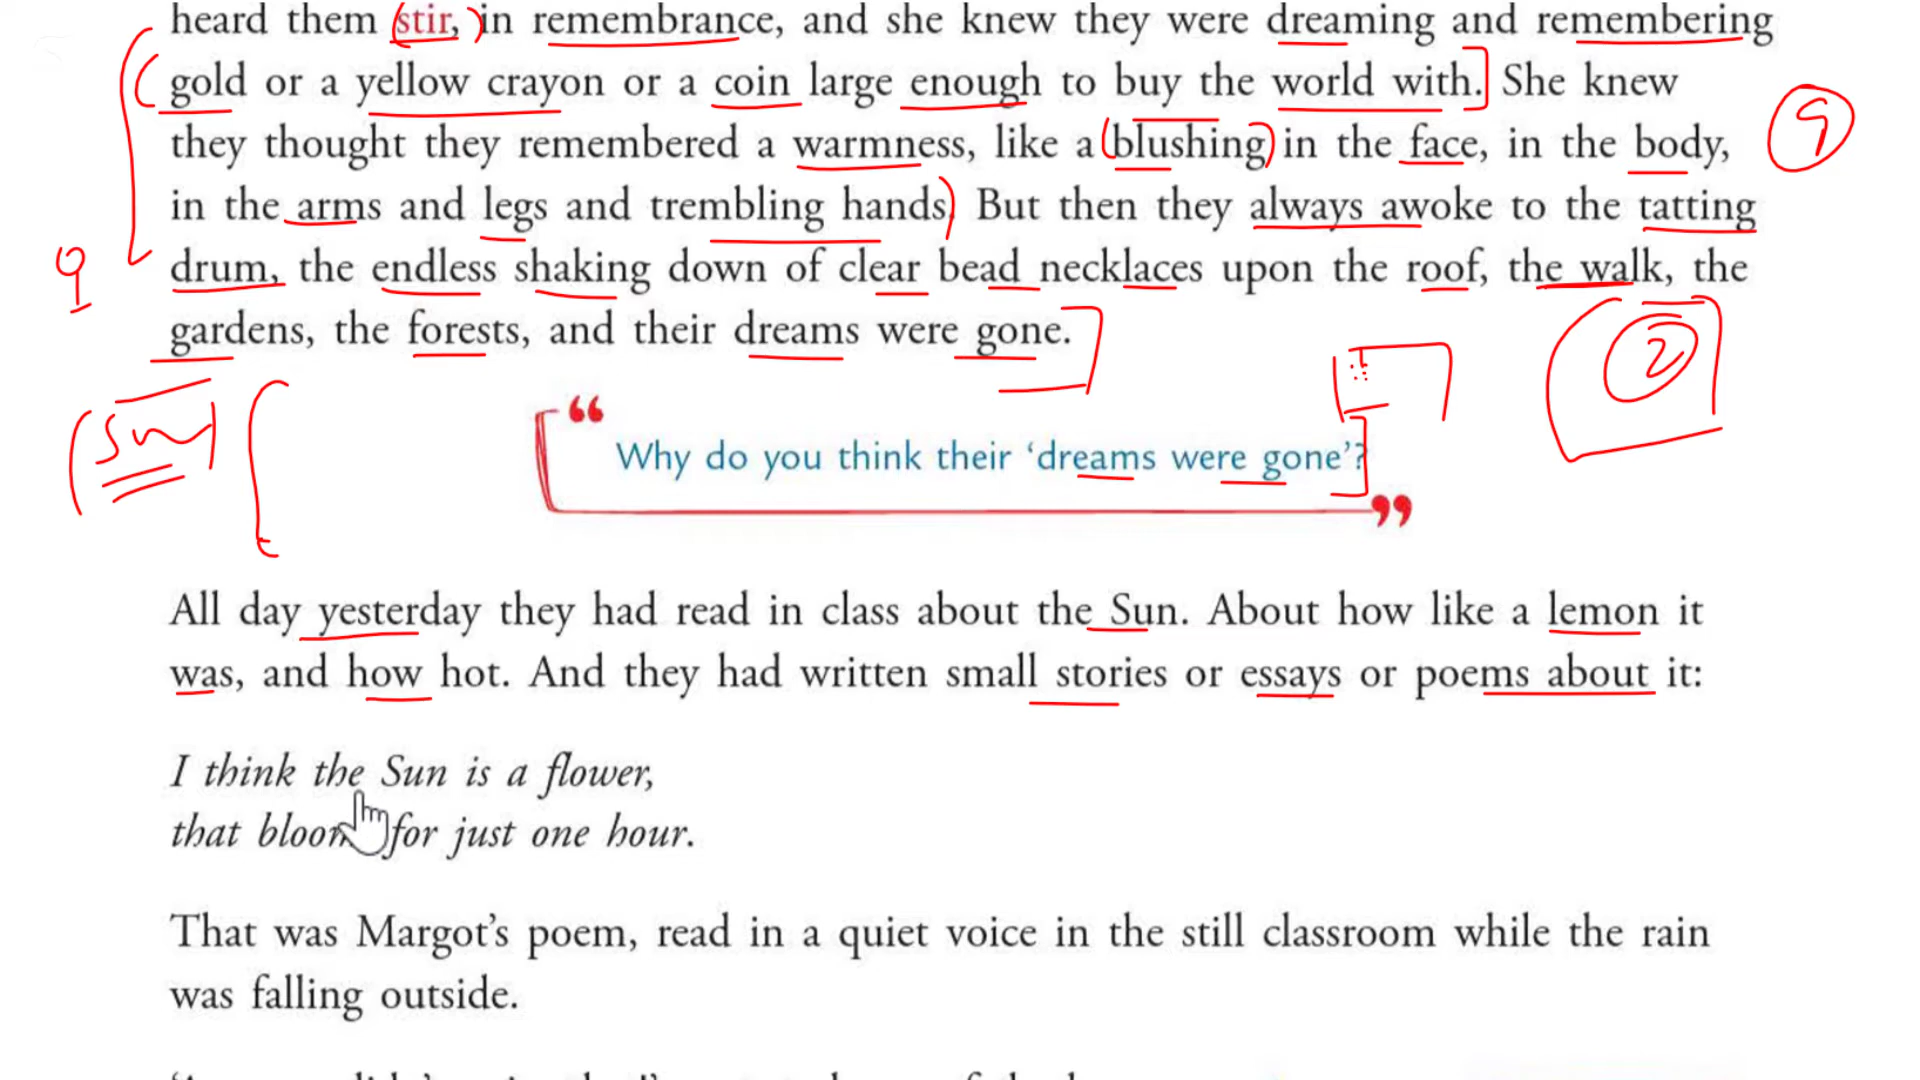 heard them stir, in remembrance, and she knew they were dreaming and remembering
gold or a yellow crayon or a coin large enough to buy the world with. She knew
they thought they remembered a warmness, like a blushing in the face, in the body,
9
in the arms and legs and trembling hands. But then they always awoke to the tatting
9
drum, the endless shaking down of clear bead necklaces upon the roof, the walk, the
gardens, the forests, and their dreams were gone.
2
Sun
“
Why do you think their ‘dreams were gone’?
”
All day yesterday they had read in class about the Sun. About how like a lemon it
was, and how hot. And they had written small stories or essays or poems about it:
I think the Sun is a flower,
that bloom for just one hour.
That was Margot’s poem, read in a quiet voice in the still classroom while the rain
was falling outside.